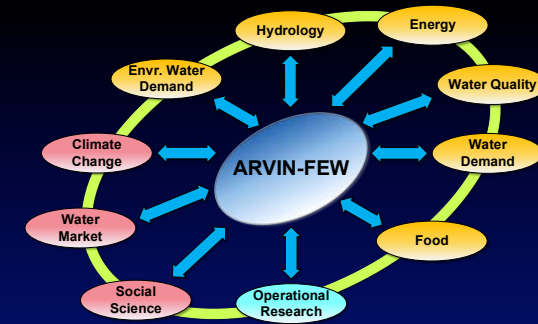 Hydrology
Energy
Envr. Water
Demand
Water Quality
Climate
Change
ARVIN-FEW
Water
Demand
Water
Market
Food
Social
Science
Operational
Research